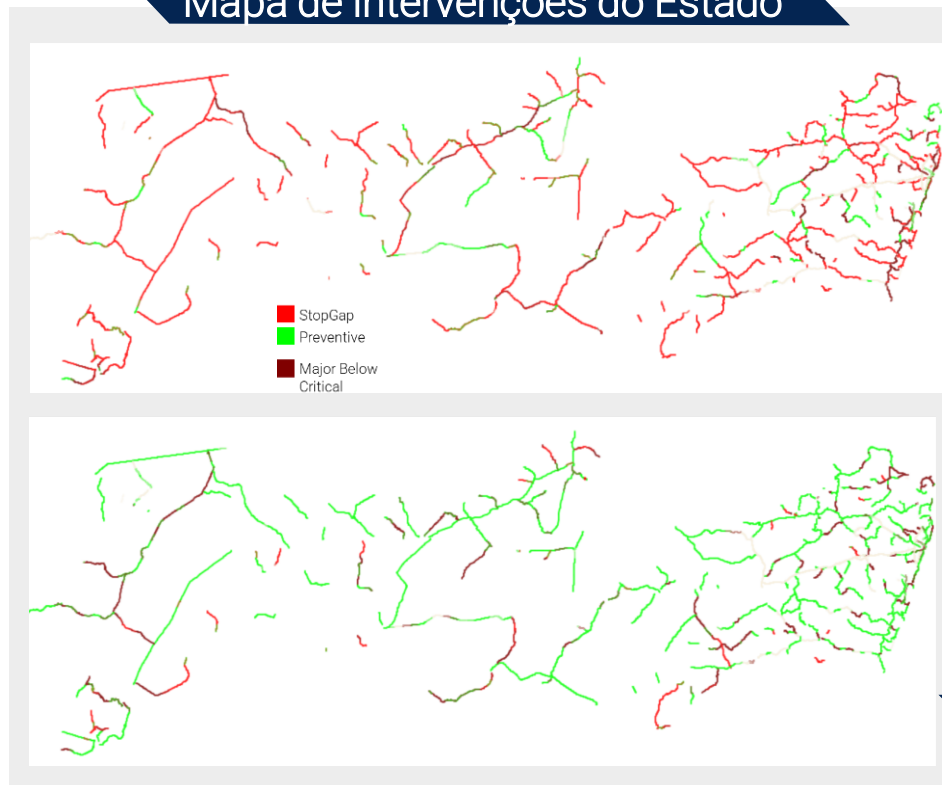 Mapa de Intervenções do Estado
StopGap
Preventive
Major Below
Critical